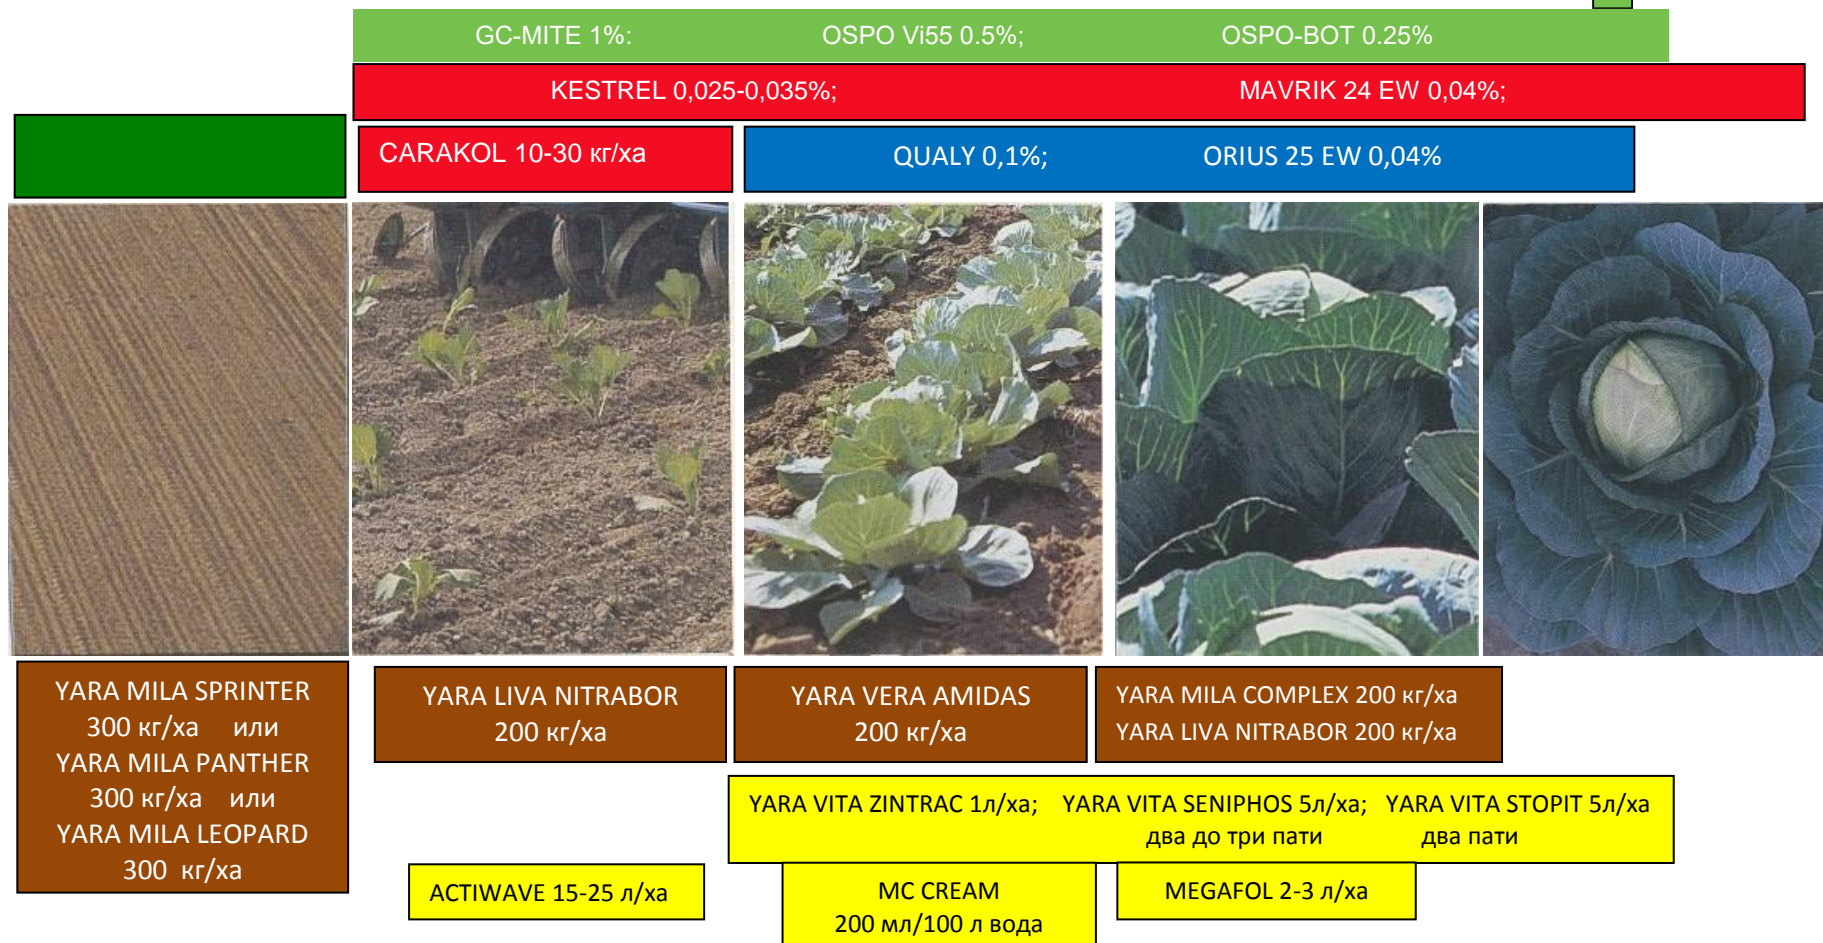 GC-MITE 1%: OSPO Vi55 0.5%; OSPO-BOT 0.25%
KESTREL 0,025-0,035%; MAVRIK 24 EW 0,04%;
CARAKOL 10-30 кг/ха
QUALY 0,1%; ORIUS 25 EW 0,04%
YARA MILA SPRINTER
300 кг/ха или
YARA MILA PANTHER
300 кг/ха или
YARA MILA LEOPARD
300 кг/ха
YARA LIVA NITRABOR
200 кг/ха
YARA VERA AMIDAS
200 кг/ха
YARA MILA COMPLEX 200 кг/ха
YARA LIVA NITRABOR 200 кг/ха
YARA VITA ZINTRAC 1л/ха; YARA VITA SENIPHOS 5л/ха; YARA VITA STOPIT 5л/ха
два до три пати два пати
ACTIWAVE 15-25 л/ха
MC CREAM
200 мл/100 л вода
MEGAFOL 2-3 л/ха